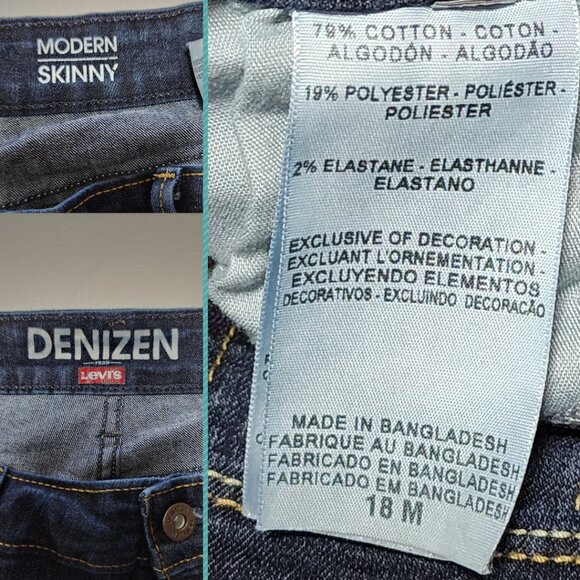 MODERN
SKINNY
DENIZEN
FROM
Levi's
79% COTTON - COTON -
ALGODÓN - ALGODÃO
19% POLYESTER - POLIÉSTER -
POLIESTER
2% ELASTANE - ELASTHANNE -
ELASTANO
EXCLUSIVE OF DECORATION -
EXCLUANT L'ORNEMENTATION -
EXCLUYENDO ELEMENTOS
DECORATIVOS - EXCLUINDO DECORAÇÃO
MADE IN BANGLADESH
FABRIQUE AU BANGLADESH
FABRICADO EN BANGLADESH
FABRICADO EM BANGLADESH
18 M